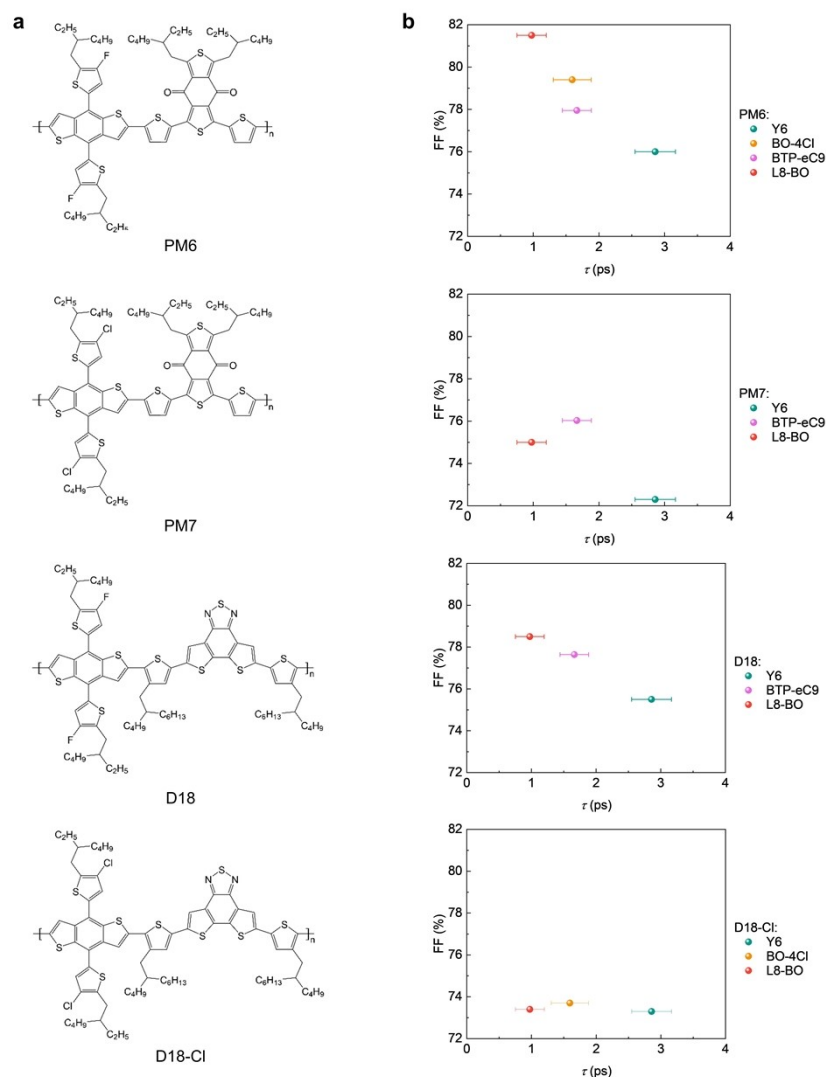 a
C₂H₅
C₄H₉
F
S
S
S
S
F
C₄H₉
C₂H₅
C₄H₉
C₂H₅
C₂H₅
C₄H₉
S
O
O
S
S
S
n
PM6
C₂H₅
C₄H₉
Cl
S
S
S
S
Cl
C₄H₉
C₂H₅
C₄H₉
C₂H₅
C₂H₅
C₄H₉
S
O
O
S
S
S
n
PM7
C₂H₅
C₄H₉
F
S
S
S
S
F
C₄H₉
C₂H₅
S
N
N
S
S
S
S
n
C₆H₁₃
C₄H₉
C₆H₁₃
C₄H₉
D18
C₂H₅
C₄H₉
Cl
S
S
S
S
Cl
C₄H₉
C₂H₅
S
N
N
S
S
S
S
n
C₆H₁₃
C₄H₉
C₆H₁₃
C₄H₉
D18-Cl
b
82
80
78
76
74
72
FF (%)
0 1 2 3 4
τ (ps)
PM6:
Y6
BO-4Cl
BTP-eC9
L8-BO
82
80
78
76
74
72
FF (%)
0 1 2 3 4
τ (ps)
PM7:
Y6
BTP-eC9
L8-BO
82
80
78
76
74
72
FF (%)
0 1 2 3 4
τ (ps)
D18:
Y6
BTP-eC9
L8-BO
82
80
78
76
74
72
FF (%)
0 1 2 3 4
τ (ps)
D18-Cl:
Y6
BO-4Cl
L8-BO